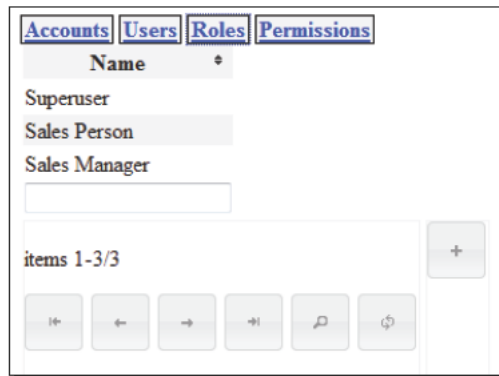 Accounts Users Roles Permissions
Name
Superuser
Sales Person
Sales Manager
items 1-3/3